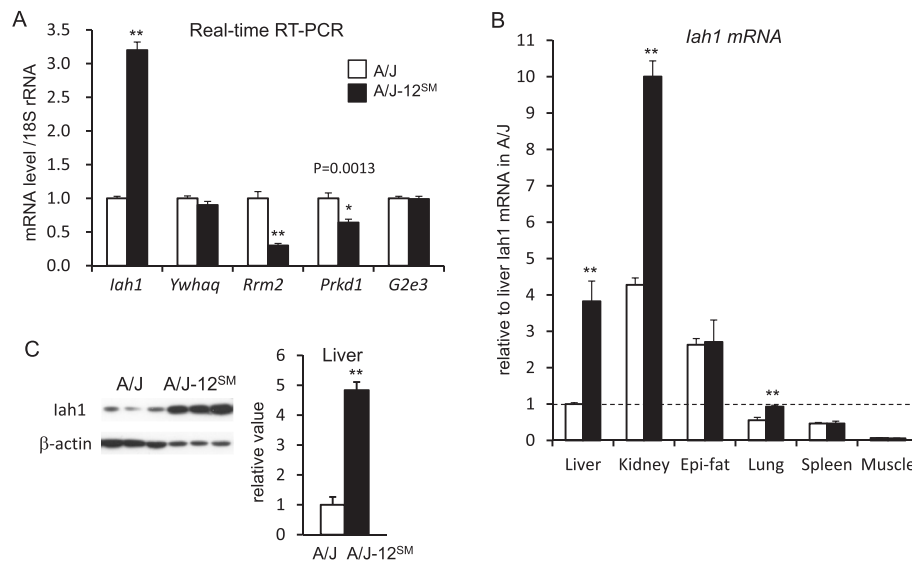 A
Real-time RT-PCR
mRNA level /18S rRNA
3.5
3.0
2.5
2.0
1.5
1.0
0.5
0.0
**
A/J
A/J-12SM
P=0.0013
**
*
Iah1 Ywhaq Rrm2 Prkd1 G2e3
B
Iah1 mRNA
relative to liver Iah1 mRNA in A/J
11
10
9
8
7
6
5
4
3
2
1
0
**
**
**
Liver Kidney Epi-fat Lung Spleen Muscle
C
A/J A/J-12SM
Iah1
β-actin
Liver
relative value
6
5
4
3
2
1
0
**
A/J A/J-12SM